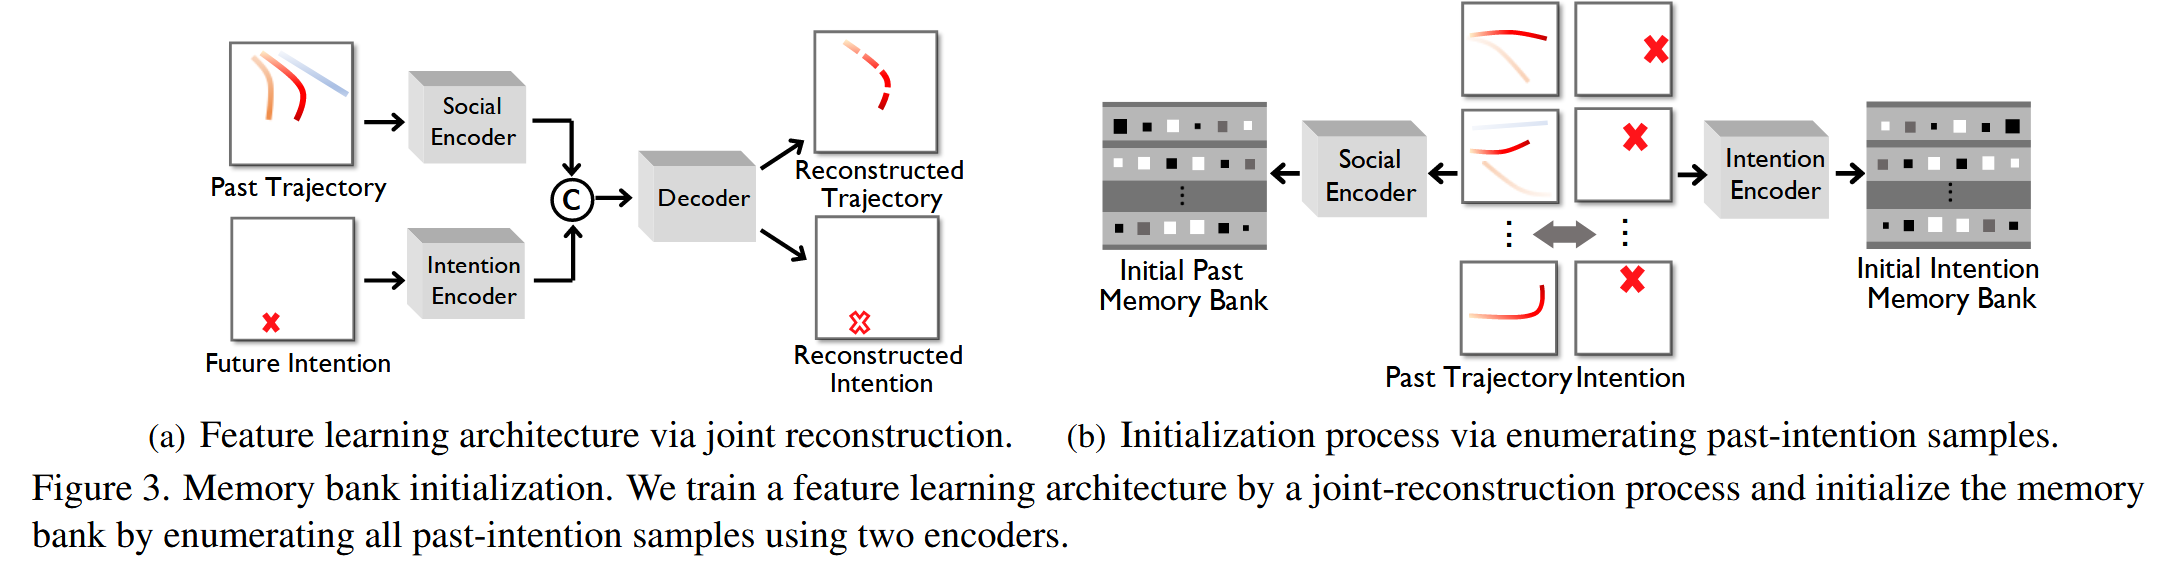 Past Trajectory
Social
Encoder
Future Intention
Intention
Encoder
C
Decoder
Reconstructed
Trajectory
Reconstructed
Intention
Initial Past
Memory Bank
Social
Encoder
Past Trajectory
Intention
Intention
Encoder
Initial Intention
Memory Bank
(a) Feature learning architecture via joint reconstruction.
(b) Initialization process via enumerating past-intention samples.
Figure 3. Memory bank initialization. We train a feature learning architecture by a joint-reconstruction process and initialize the memory
bank by enumerating all past-intention samples using two encoders.